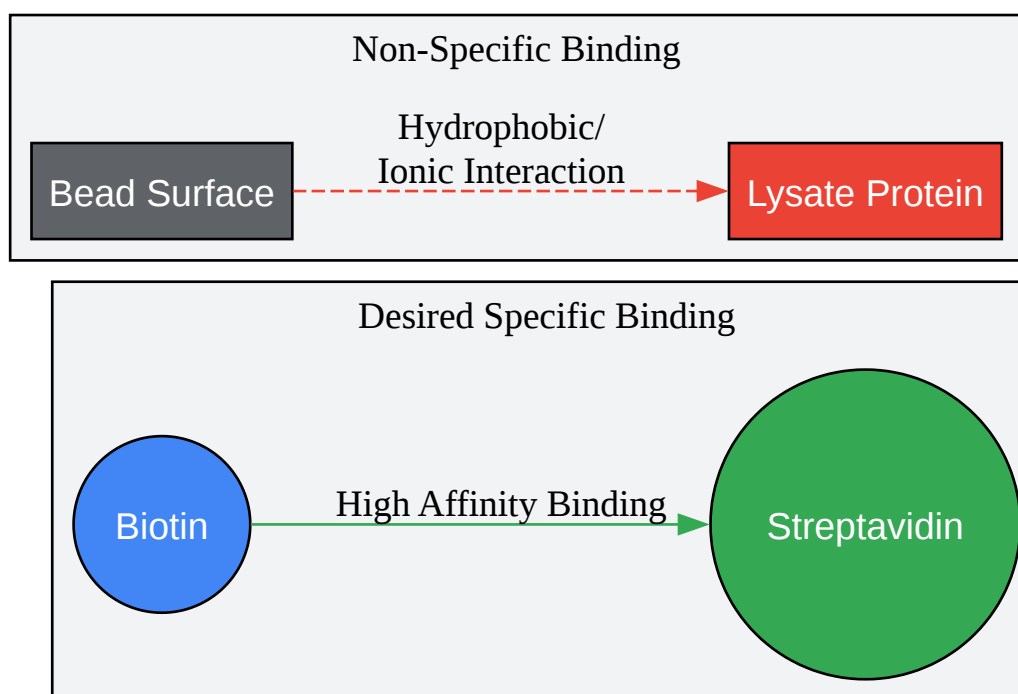 Non-Specific Binding
Hydrophobic/
Ionic Interaction
Bead Surface
Lysate Protein
Desired Specific Binding
High Affinity Binding
Biotin
Streptavidin